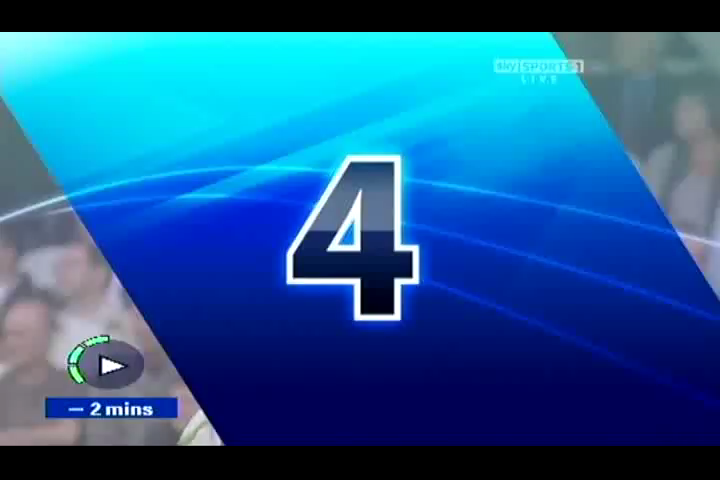 sky SPORTS 1
LIVE
4
— 2 mins